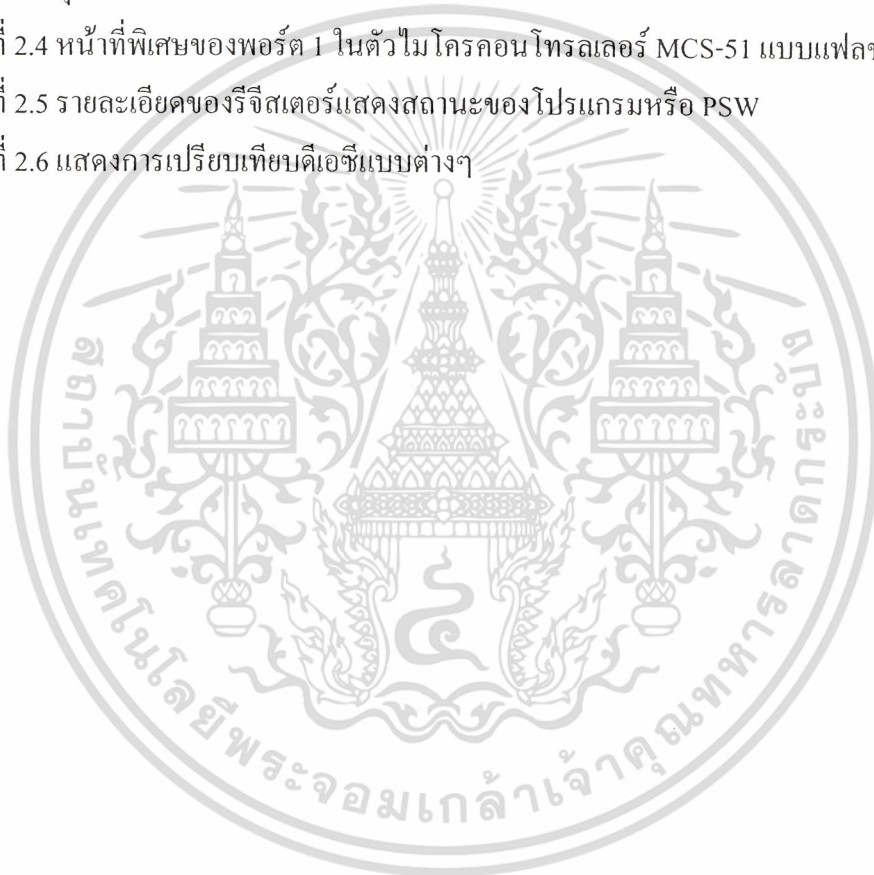 ที่ 2.4 หน้าที่พิเศษของพอร์ต 1 ในตัวไมโครคอนโทรลเลอร์ MCS-51 แบบแฟลช
ที่ 2.5 รายละเอียดของรีจีสเตอร์แสดงสถานะของโปรแกรมหรือ PSW
ที่ 2.6 แสดงการเปรียบเทียบดีเอซีแบบต่างๆ
สถาบันเทคโนโลยีพระจอมเกล้าเจ้าคุณทหารลาดกระบัง